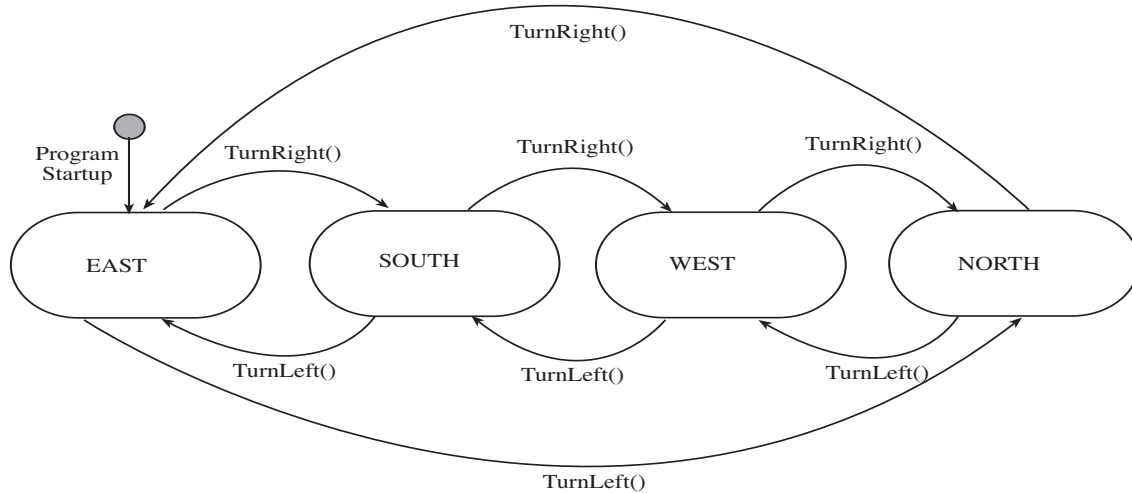 TurnRight()
Program
Startup
TurnRight()
TurnRight()
TurnRight()
EAST
SOUTH
WEST
NORTH
TurnLeft()
TurnLeft()
TurnLeft()
TurnLeft()